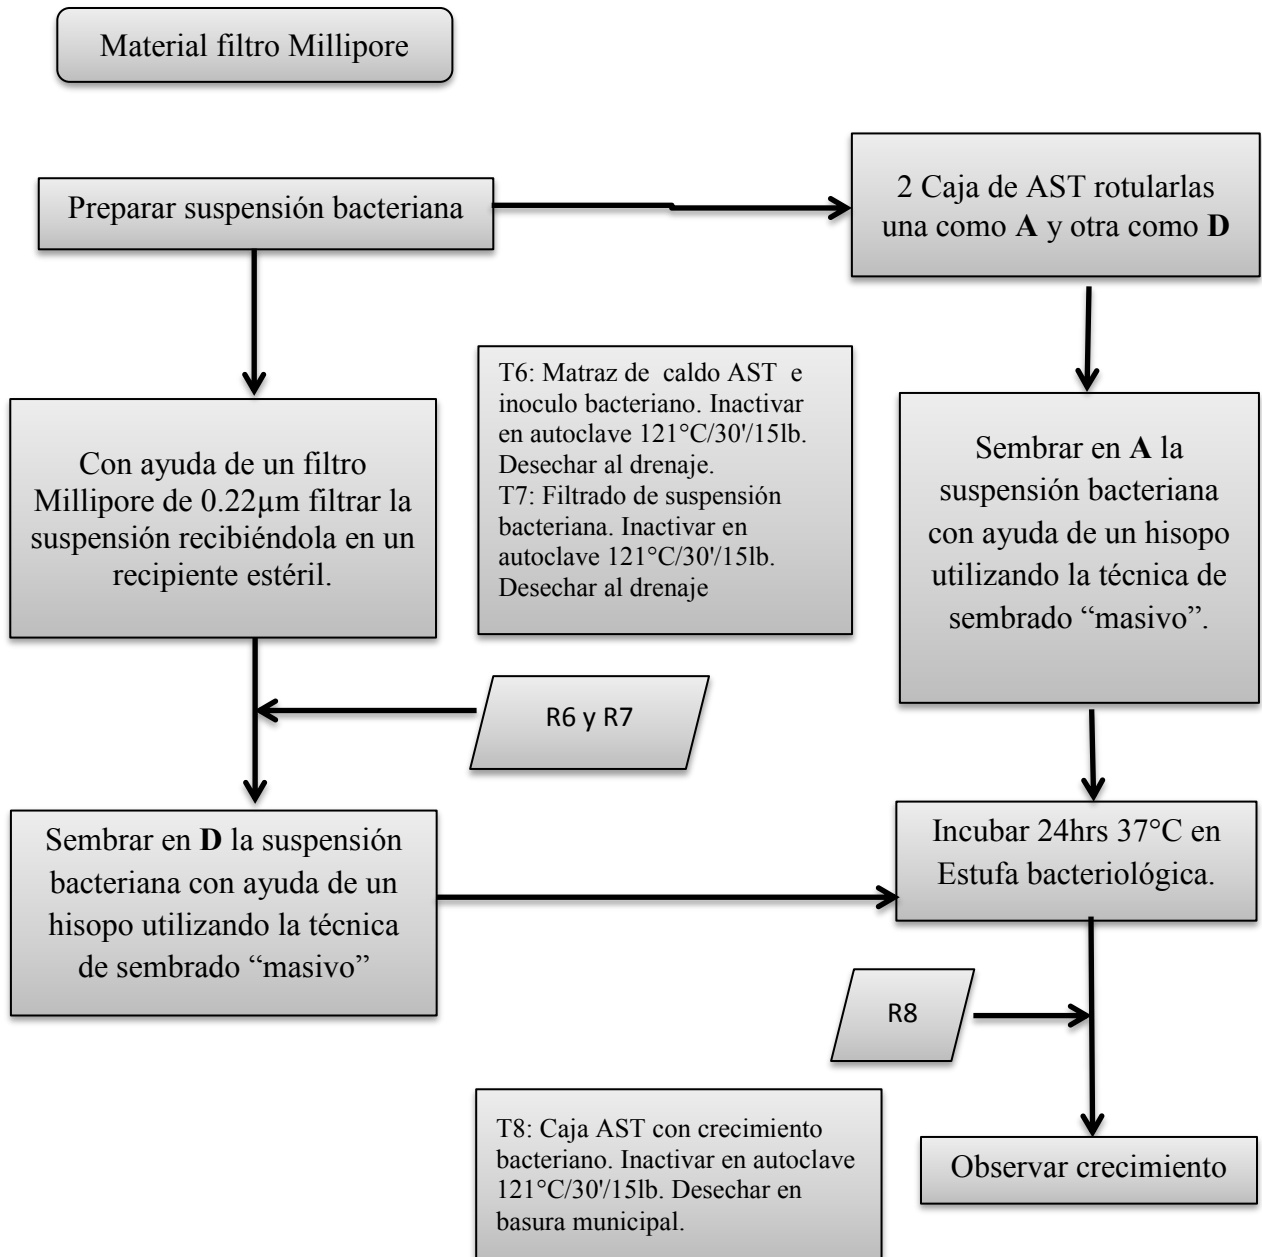 Material filtro Millipore
Preparar suspensión bacteriana
2 Caja de AST rotularlas
una como A y otra como D
T6: Matraz de caldo AST e
inoculo bacteriano. Inactivar
en autoclave 121°C/30'/15lb.
Desechar al drenaje.
T7: Filtrado de suspensión
bacteriana. Inactivar en
autoclave 121°C/30'/15lb.
Desechar al drenaje
Con ayuda de un filtro
Millipore de 0.22µm filtrar la
suspensión recibiéndola en un
recipiente estéril.
Sembrar en A la
suspensión bacteriana
con ayuda de un hisopo
utilizando la técnica de
sembrado “masivo”.
R6 y R7
Sembrar en D la suspensión
bacteriana con ayuda de un
hisopo utilizando la técnica
de sembrado “masivo”
Incubar 24hrs 37°C en
Estufa bacteriológica.
R8
T8: Caja AST con crecimiento
bacteriano. Inactivar en autoclave
121°C/30'/15lb. Desechar en
basura municipal.
Observar crecimiento